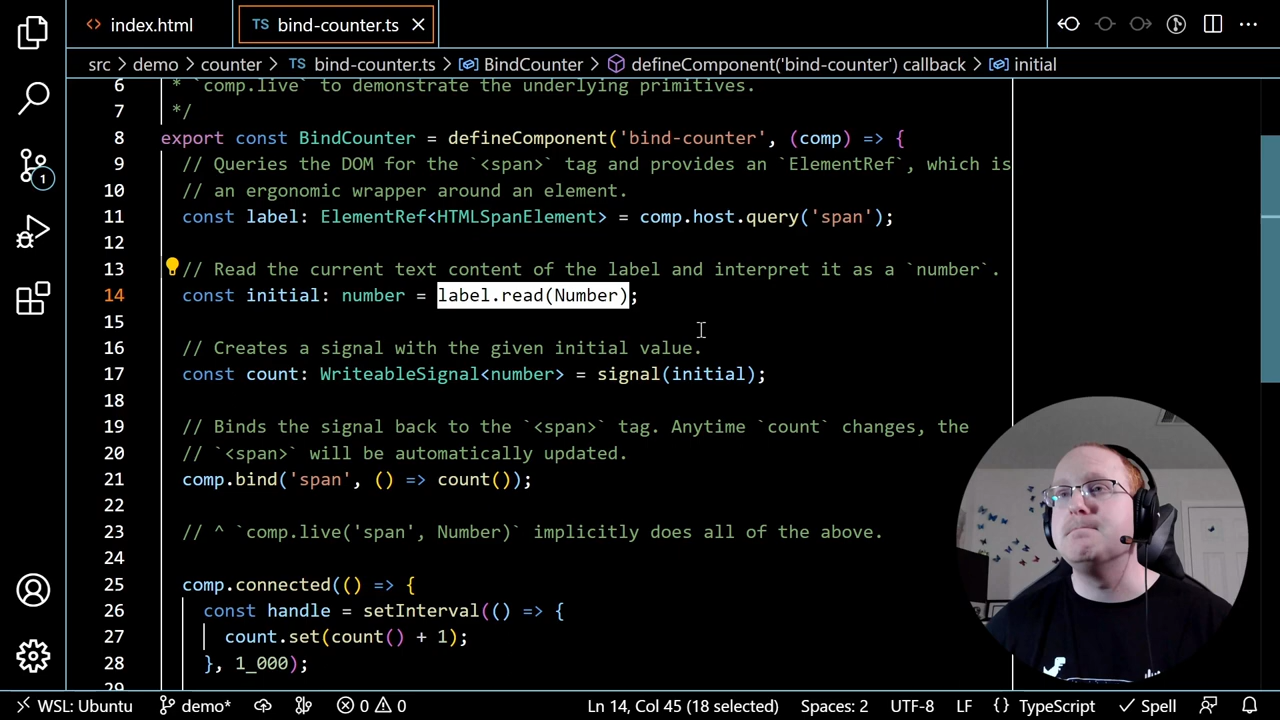 index.html
TS bind-counter.ts
src > demo > counter > TS bind-counter.ts > BindCounter > defineComponent('bind-counter') callback > initial
6 * `comp.live` to demonstrate the underlying primitives.
7 */
8 export const BindCounter = defineComponent('bind-counter', (comp) => {
9 // Queries the DOM for the `<span>` tag and provides an `ElementRef`, which is
10 // an ergonomic wrapper around an element.
11 const label: ElementRef<HTMLSpanElement> = comp.host.query('span');
12
13 // Read the current text content of the label and interpret it as a `number`.
14 const initial: number = label.read(Number);
15
16 // Creates a signal with the given initial value.
17 const count: WriteableSignal<number> = signal(initial);
18
19 // Binds the signal back to the `<span>` tag. Anytime `count` changes, the
20 // `<span>` will be automatically updated.
21 comp.bind('span', () => count());
22
23 // ^ `comp.live('span', Number)` implicitly does all of the above.
24
25 comp.connected(() => {
26 const handle = setInterval(() => {
27 count.set(count() + 1);
28 }, 1_000);
29
1
WSL: Ubuntu demo* 0 0 Ln 14, Col 45 (18 selected) Spaces: 2 UTF-8 LF {} TypeScript Spell